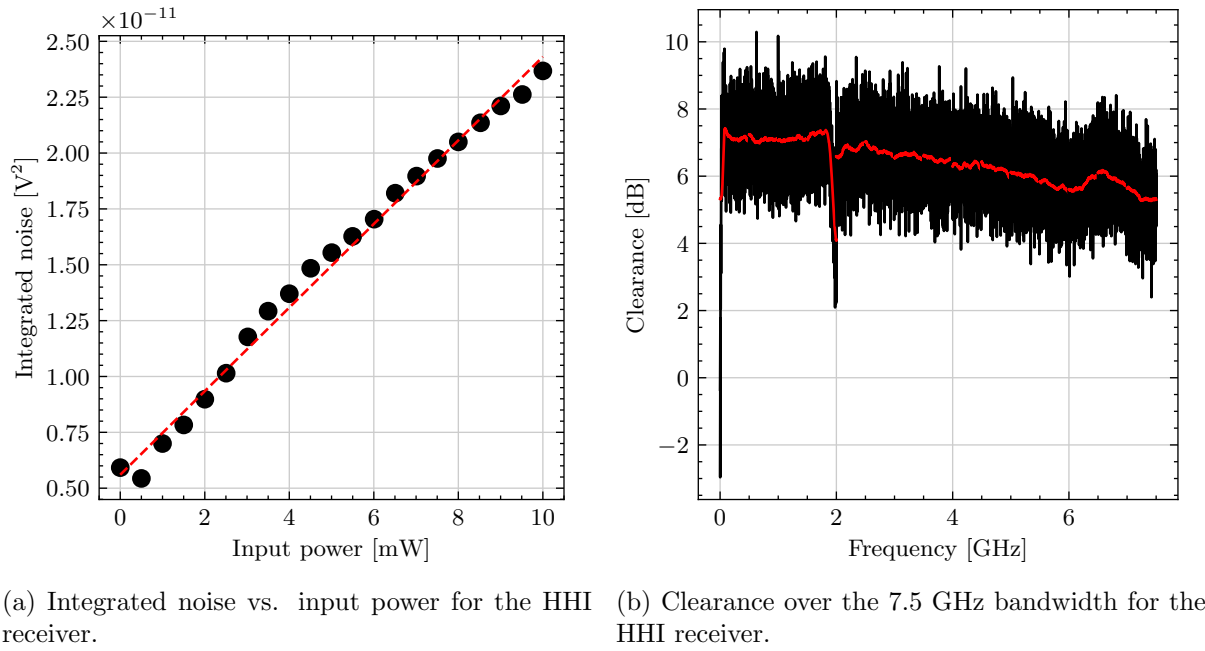 ×10⁻¹¹
2.50
2.25
2.00
1.75
1.50
1.25
1.00
0.75
0.50
Integrated noise [V²]
0 2 4 6 8 10
Input power [mW]
10
8
6
4
2
0
−2
Clearance [dB]
0 2 4 6
Frequency [GHz]
(a) Integrated noise vs. input power for the HHI
receiver.
(b) Clearance over the 7.5 GHz bandwidth for the
HHI receiver.